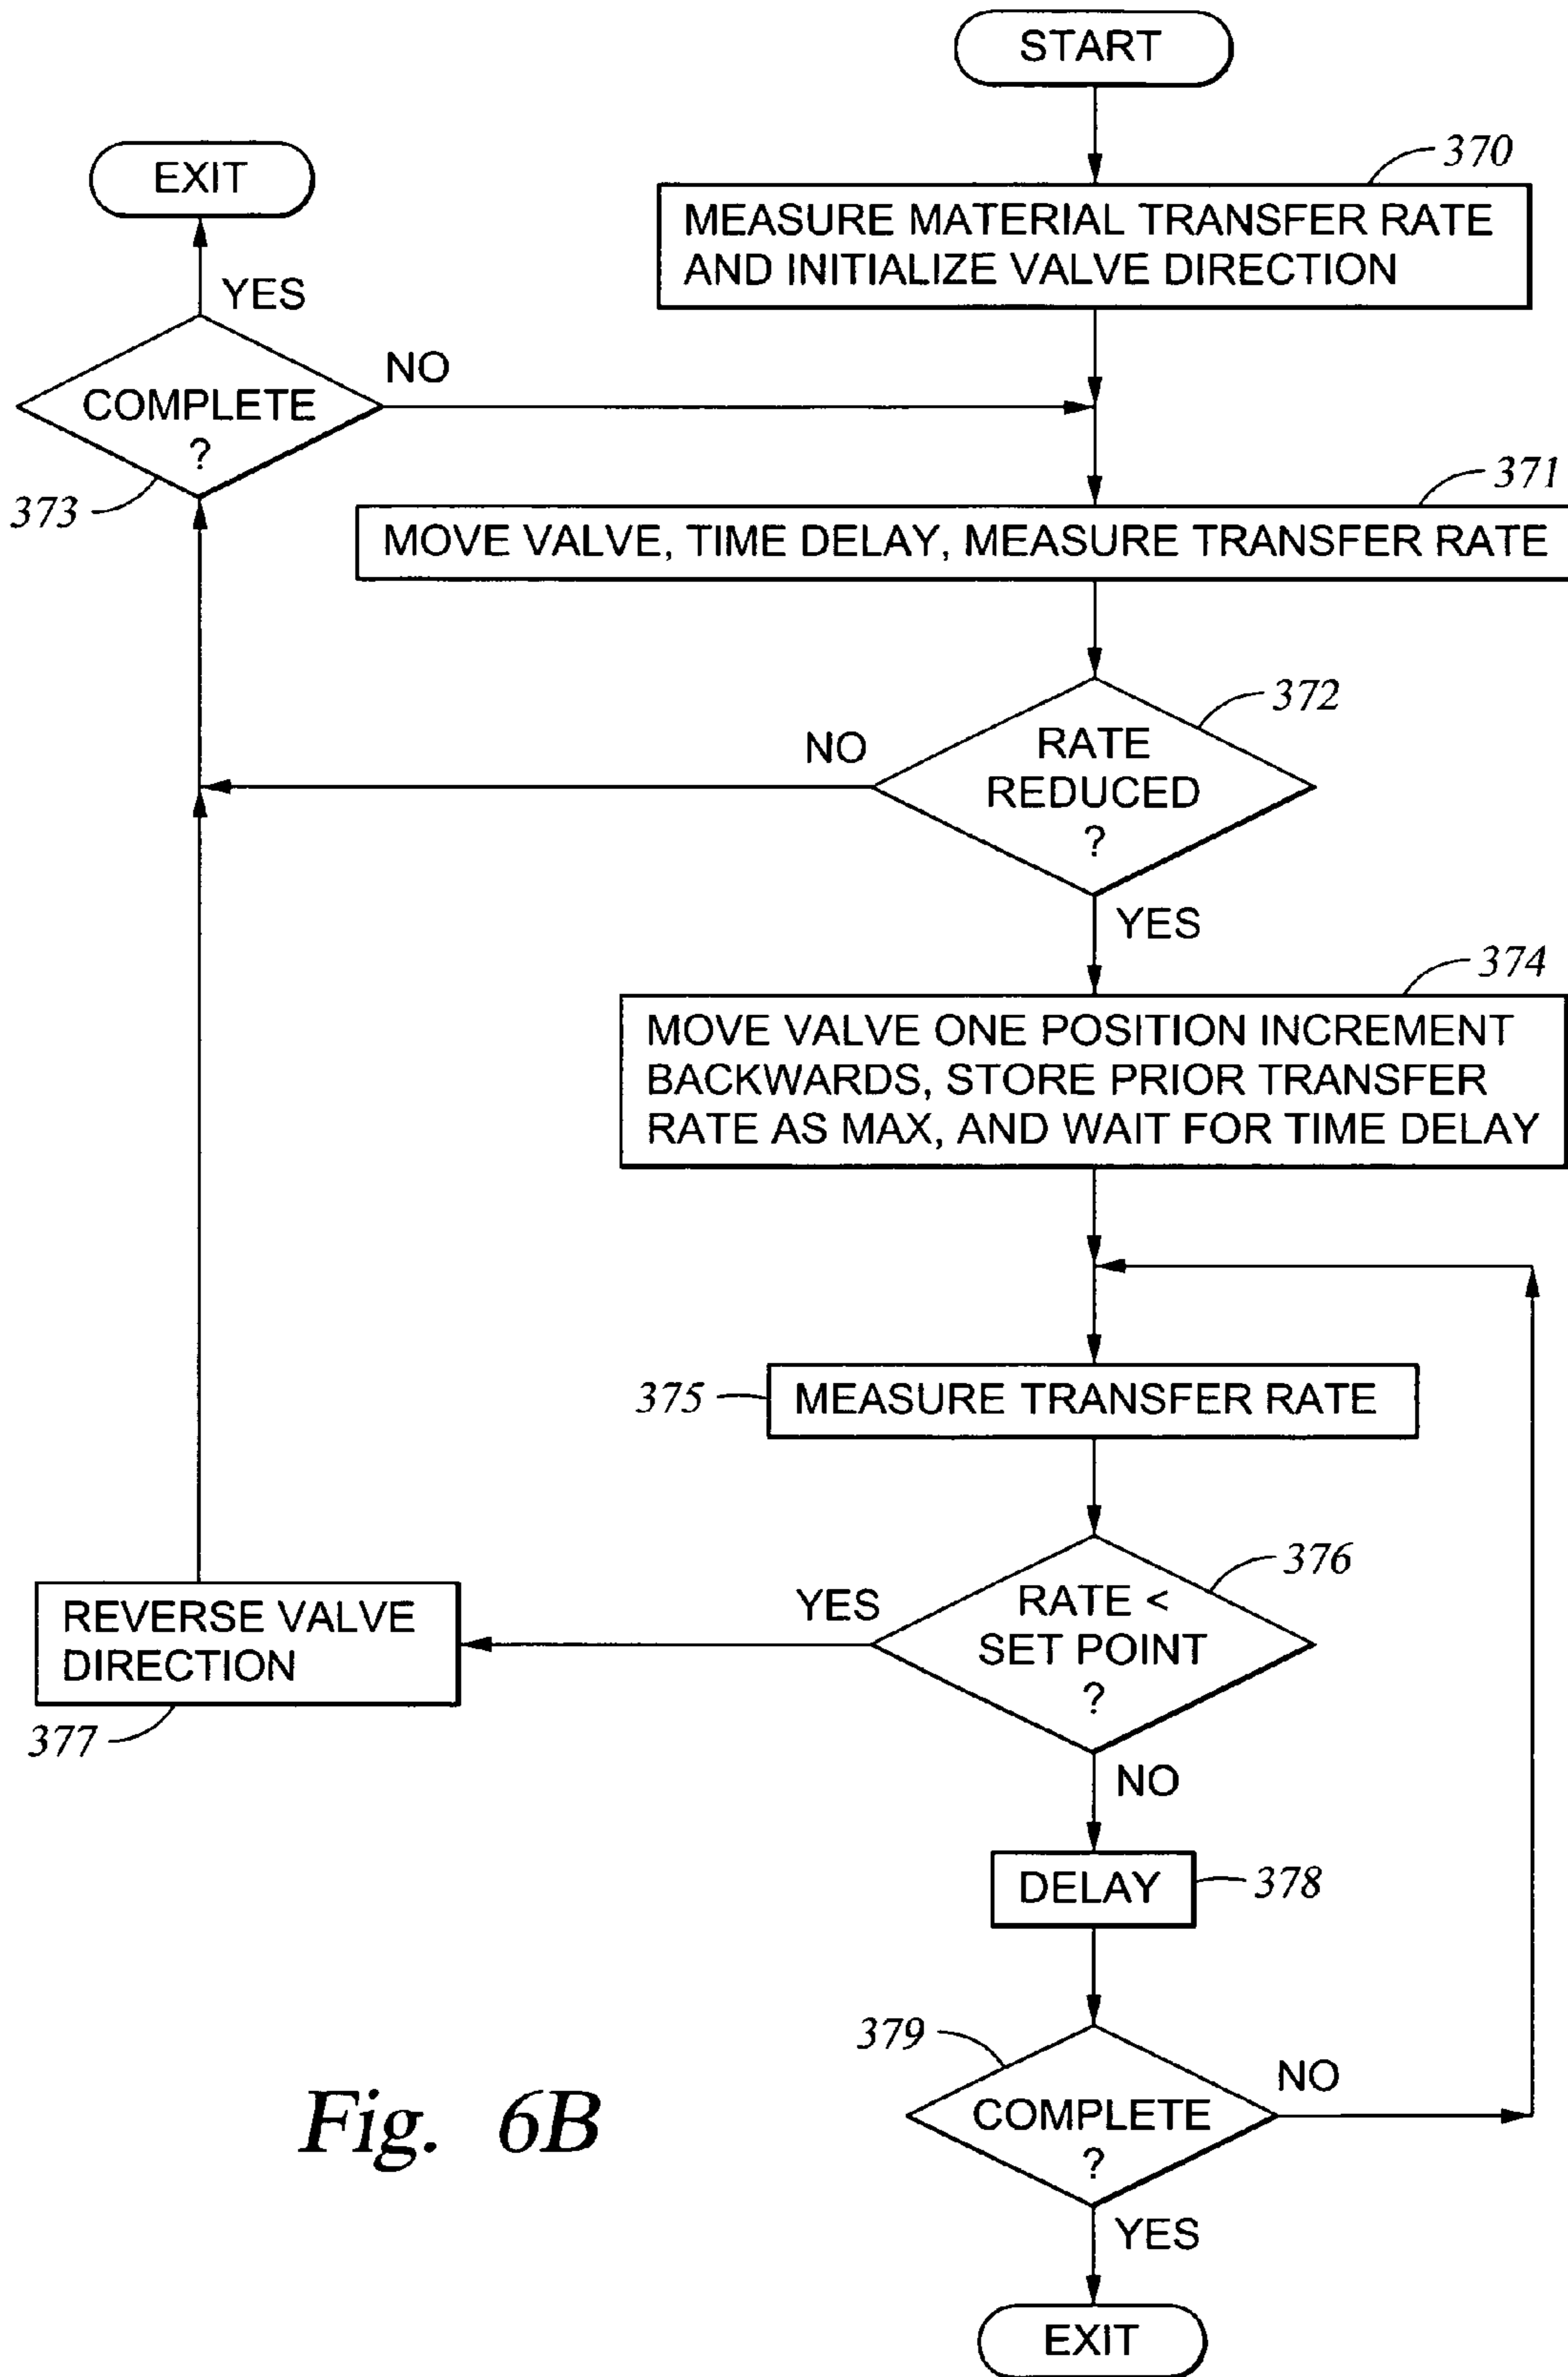 START
370
MEASURE MATERIAL TRANSFER RATE
AND INITIALIZE VALVE DIRECTION
EXIT
YES
NO
COMPLETE
?
373
371
MOVE VALVE, TIME DELAY, MEASURE TRANSFER RATE
372
NO
RATE
REDUCED
?
YES
374
MOVE VALVE ONE POSITION INCREMENT
BACKWARDS, STORE PRIOR TRANSFER
RATE AS MAX, AND WAIT FOR TIME DELAY
375
MEASURE TRANSFER RATE
376
YES
RATE <
SET POINT
?
REVERSE VALVE
DIRECTION
377
NO
DELAY
378
379
COMPLETE
?
NO
YES
EXIT
Fig. 6B